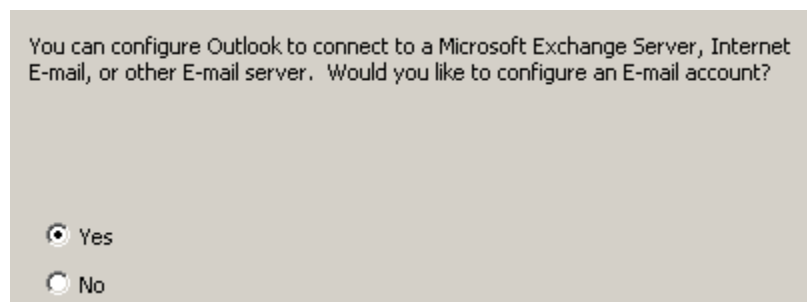 You can configure Outlook to connect to a Microsoft Exchange Server, Internet
E-mail, or other E-mail server.  Would you like to configure an E-mail account?
Yes
No